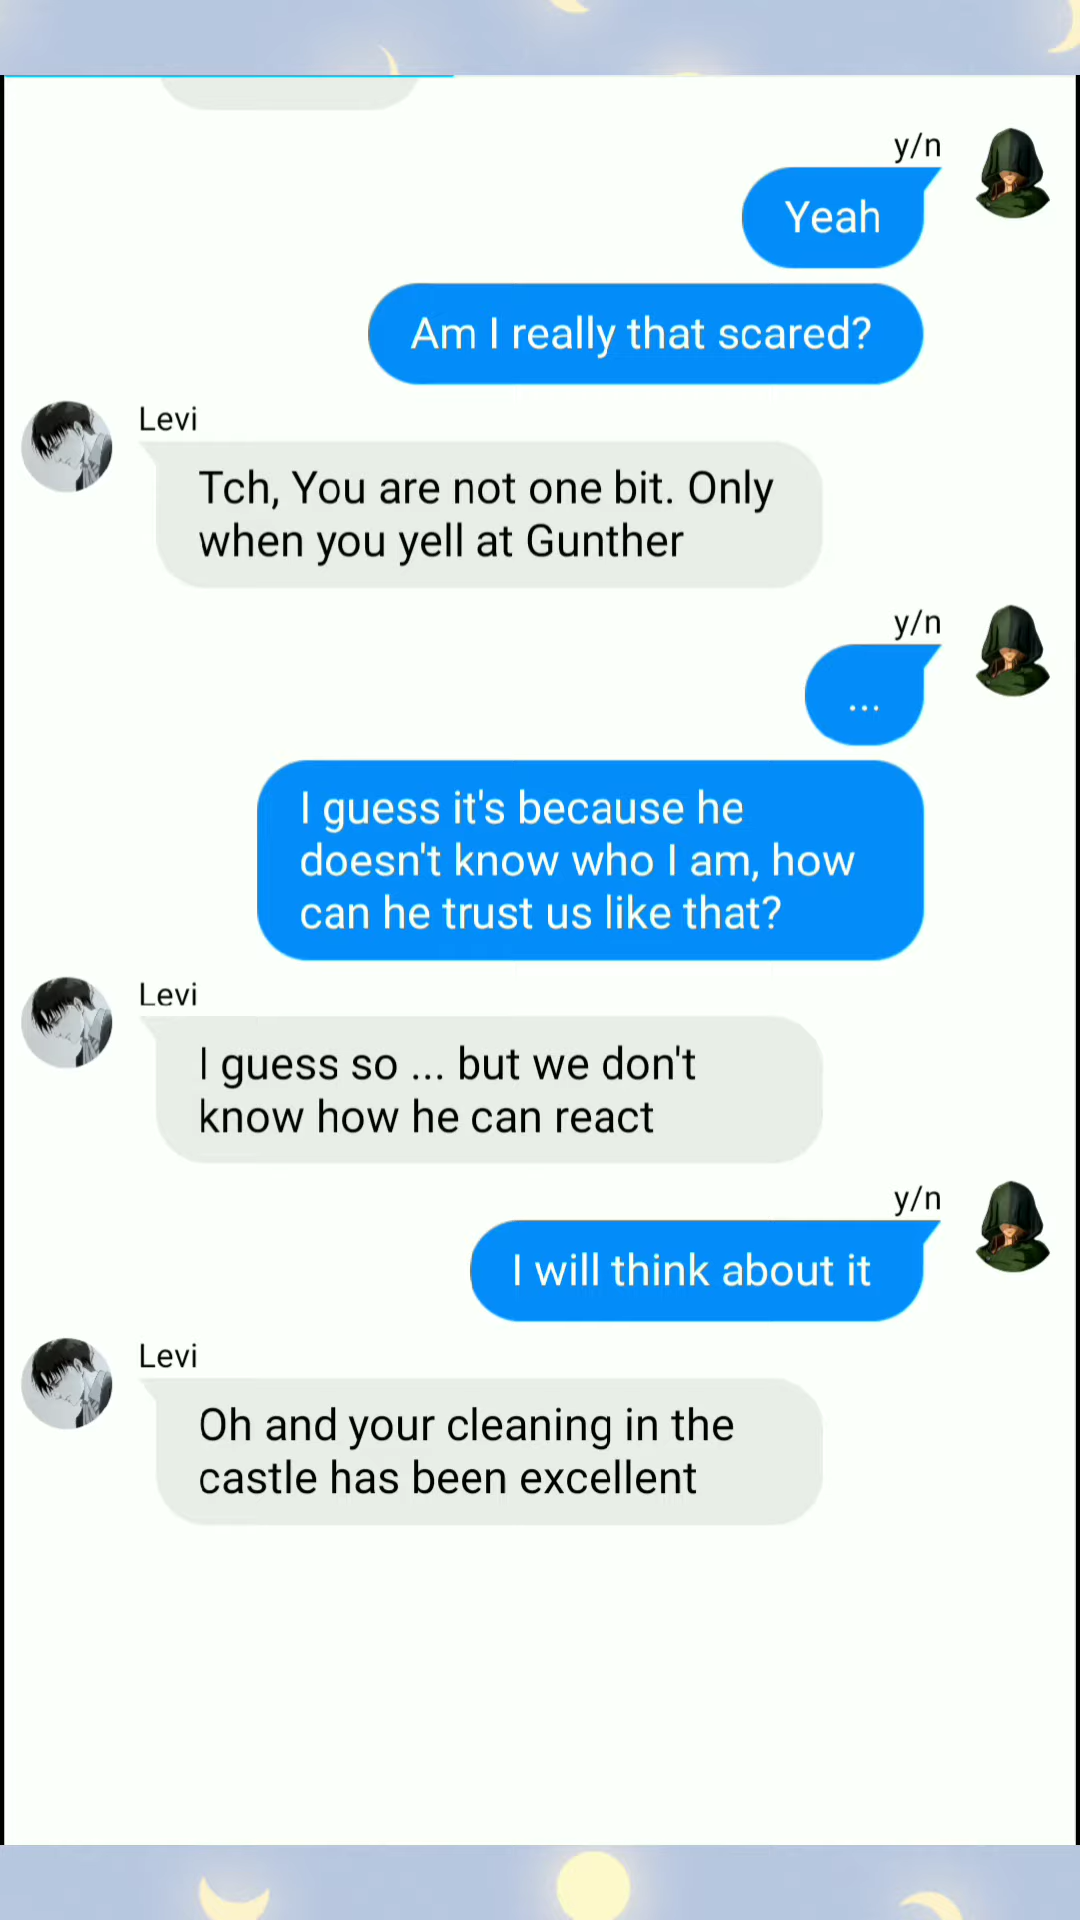 y/n
Yeah
Am I really that scared?
Levi
Tch, You are not one bit. Only
when you yell at Gunther
y/n
...
I guess it's because he
doesn't know who I am, how
can he trust us like that?
Levi
I guess so ... but we don't
know how he can react
y/n
I will think about it
Levi
Oh and your cleaning in the
castle has been excellent